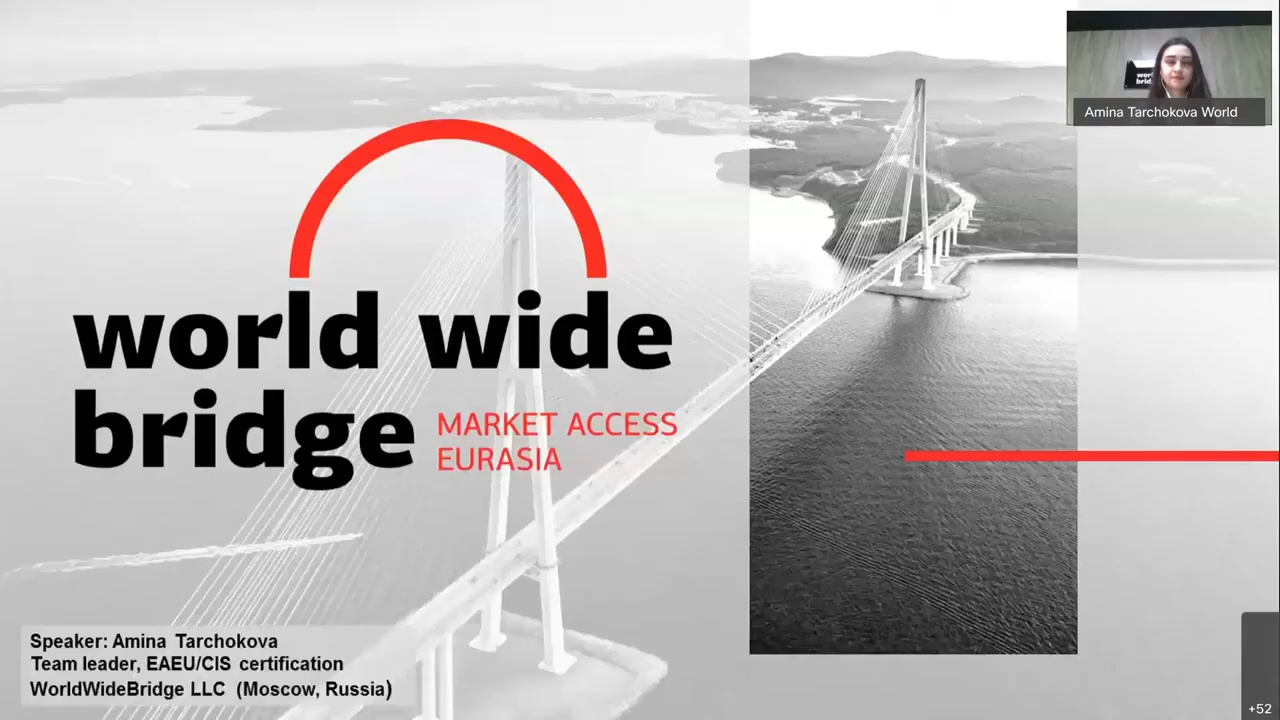 world wide
bridge
MARKET ACCESS
EURASIA
Amina Tarchokova World
Speaker: Amina Tarchokova
Team leader, EAEU/CIS certification
WorldWideBridge LLC (Moscow, Russia)
+52